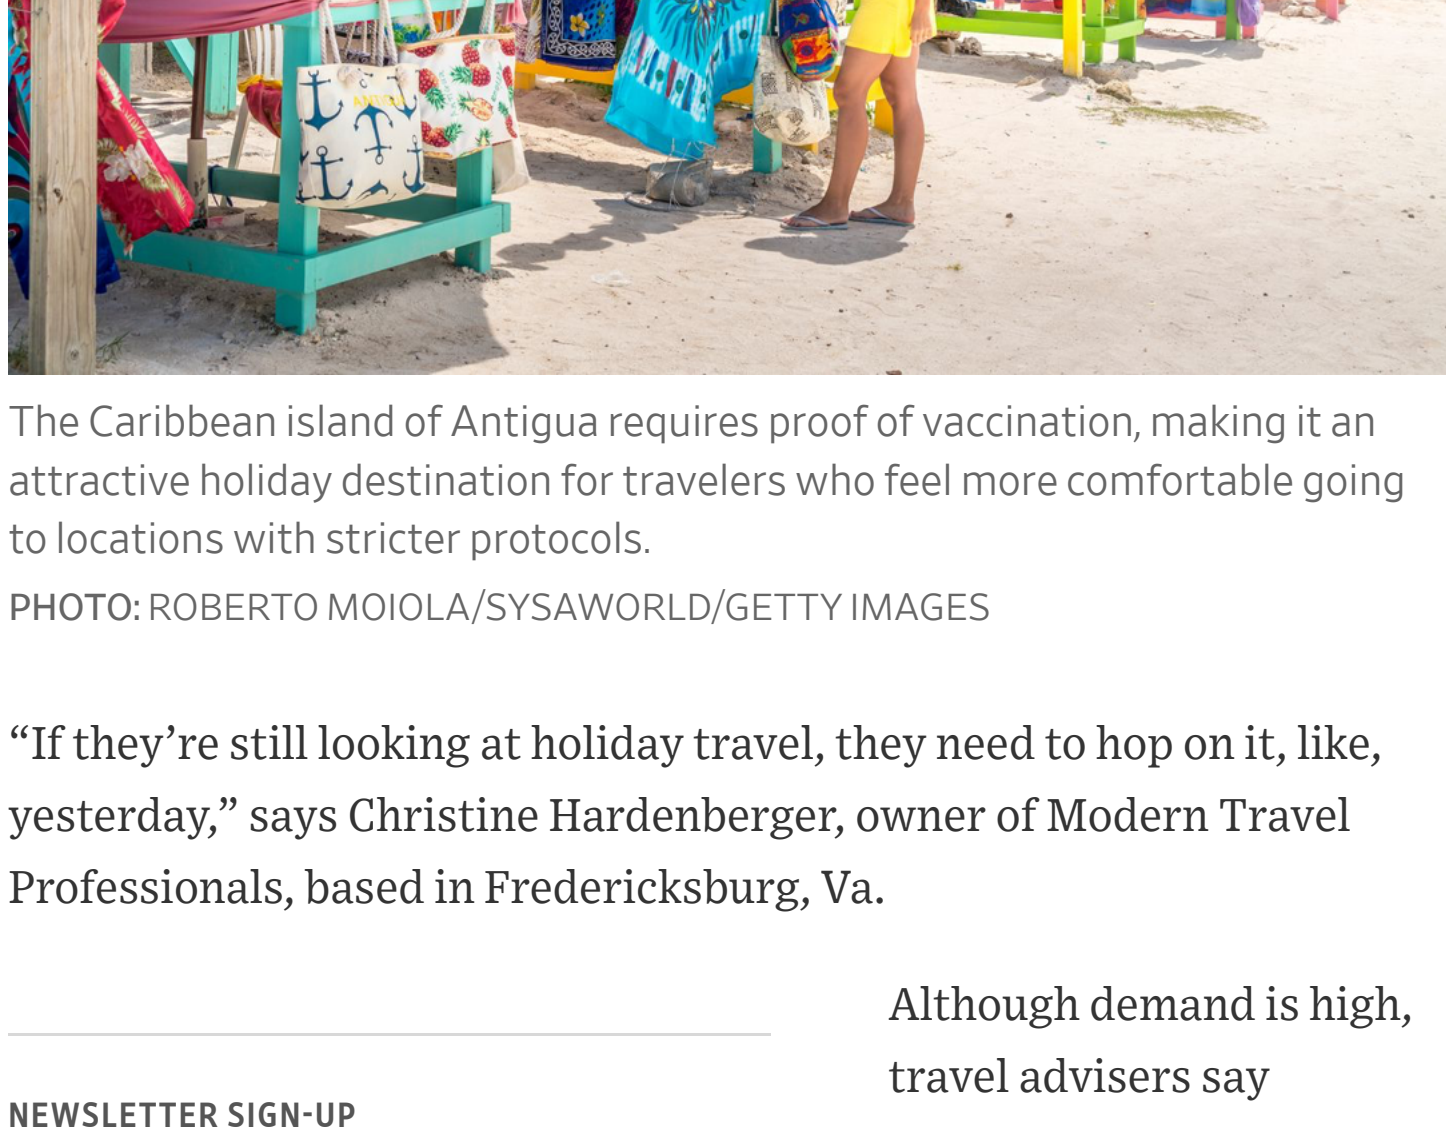 The Caribbean island of Antigua requires proof of vaccination, making it an
attractive holiday destination for travelers who feel more comfortable going
to locations with stricter protocols.
PHOTO: ROBERTO MOIOLA/SYSAWORLD/GETTY IMAGES
“If they’re still looking at holiday travel, they need to hop on it, like,
yesterday,” says Christine Hardenberger, owner of Modern Travel
Professionals, based in Fredericksburg, Va.
Although demand is high,
travel advisers say
NEWSLETTER SIGN-UP